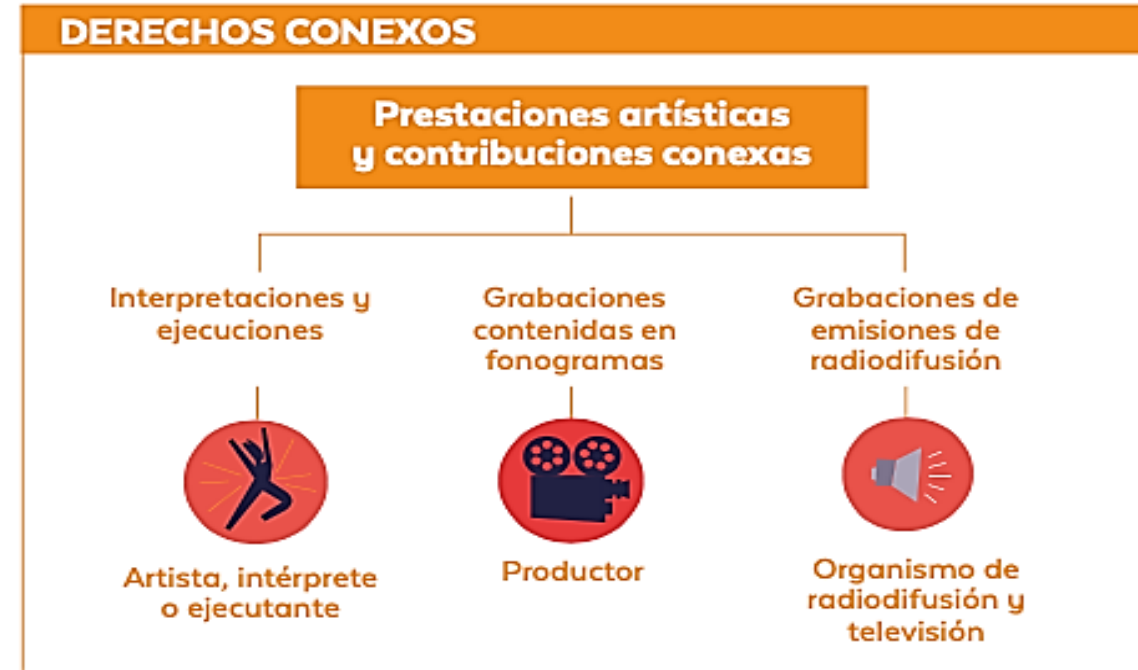 DERECHOS CONEXOS
Prestaciones artísticas
y contribuciones conexas
Interpretaciones y
ejecuciones
Grabaciones
contenidas en
fonogramas
Grabaciones de
emisiones de
radiodifusión
Artista, intérprete
o ejecutante
Productor
Organismo de
radiodifusión y
televisión